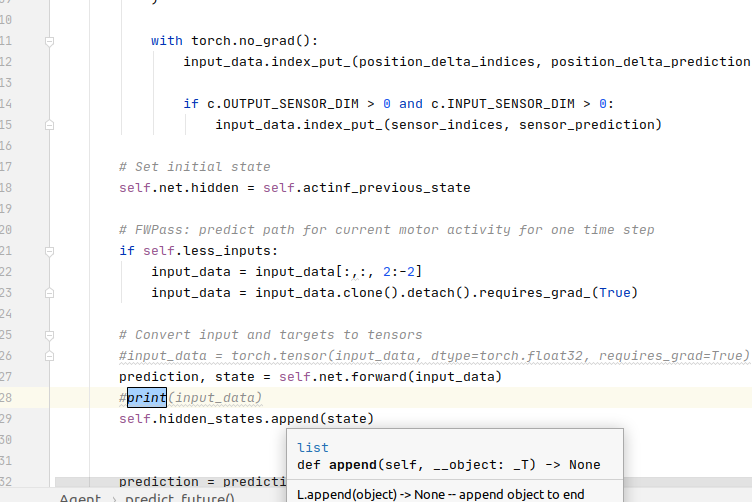 )
10
11 with torch.no_grad():
12 input_data.index_put_(position_delta_indices, position_delta_prediction
13
14 if c.OUTPUT_SENSOR_DIM > 0 and c.INPUT_SENSOR_DIM > 0:
15 input_data.index_put_(sensor_indices, sensor_prediction)
16
17 # Set initial state
18 self.net.hidden = self.actinf_previous_state
19
20 # FWPass: predict path for current motor activity for one time step
21 if self.less_inputs:
22 input_data = input_data[:,:, 2:-2]
23 input_data = input_data.clone().detach().requires_grad_(True)
24
25 # Convert input and targets to tensors
26 #input_data = torch.tensor(input_data, dtype=torch.float32, requires_grad=True)
27 prediction, state = self.net.forward(input_data)
28 #print(input_data)
29 self.hidden_states.append(state)
30
list
def append(self, __object: _T) -> None
31
32 prediction = predicti
L.append(object) -> None -- append object to end
Agent > predict_future()